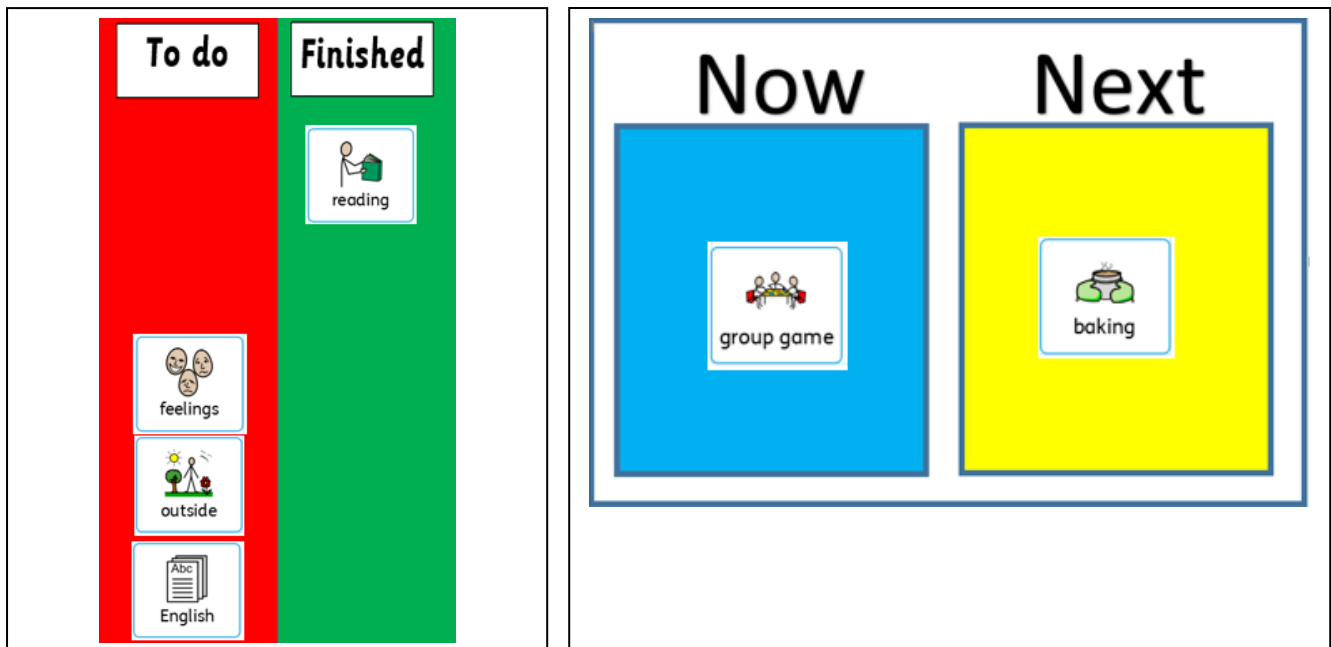 To do
Finished
reading
feelings
outside
Abc
English
Now
Next
group game
baking